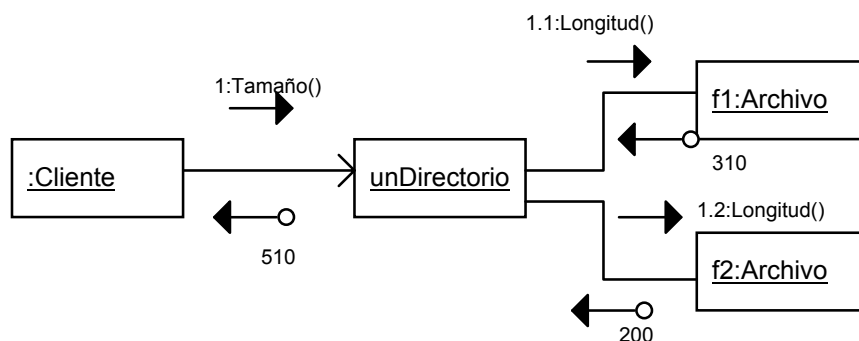 1.1:Longitud()
1:Tamaño()
f1:Archivo
310
:Cliente
unDirectorio
1.2:Longitud()
510
f2:Archivo
200